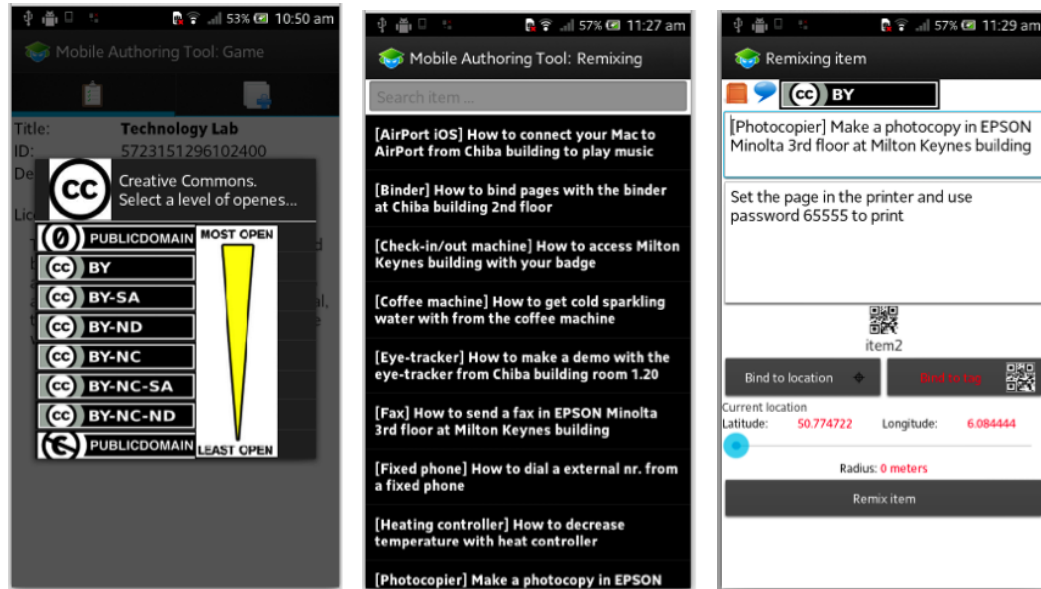 53% 10:50 am
Mobile Authoring Tool: Game
Title: Technology Lab
ID: 5723151296102400
De
Lic
Creative Commons.
Select a level of openes...
PUBLICDOMAIN
BY
BY-SA
BY-ND
BY-NC
BY-NC-SA
BY-NC-ND
PUBLICDOMAIN
MOST OPEN
LEAST OPEN
57% 11:27 am
Mobile Authoring Tool: Remixing
Search item ...
[AirPort iOS] How to connect your Mac to
AirPort from Chiba building to play music
[Binder] How to bind pages with the binder
at Chiba building 2nd floor
[Check-in/out machine] How to access Milton
Keynes building with your badge
[Coffee machine] How to get cold sparkling
water with from the coffee machine
[Eye-tracker] How to make a demo with the
eye-tracker from Chiba building room 1.20
[Fax] How to send a fax in EPSON Minolta
3rd floor at Milton Keynes building
[Fixed phone] How to dial a external nr. from
a fixed phone
[Heating controller] How to decrease
temperature with heat controller
[Photocopier] Make a photocopy in EPSON
57% 11:29 am
Remixing item
cc BY
[Photocopier] Make a photocopy in EPSON
Minolta 3rd floor at Milton Keynes building
Set the page in the printer and use
password 65555 to print
item2
Bind to location
Bind to tag
Current location
Latitude: 50.774722 Longitude: 6.084444
Radius: 0 meters
Remix item